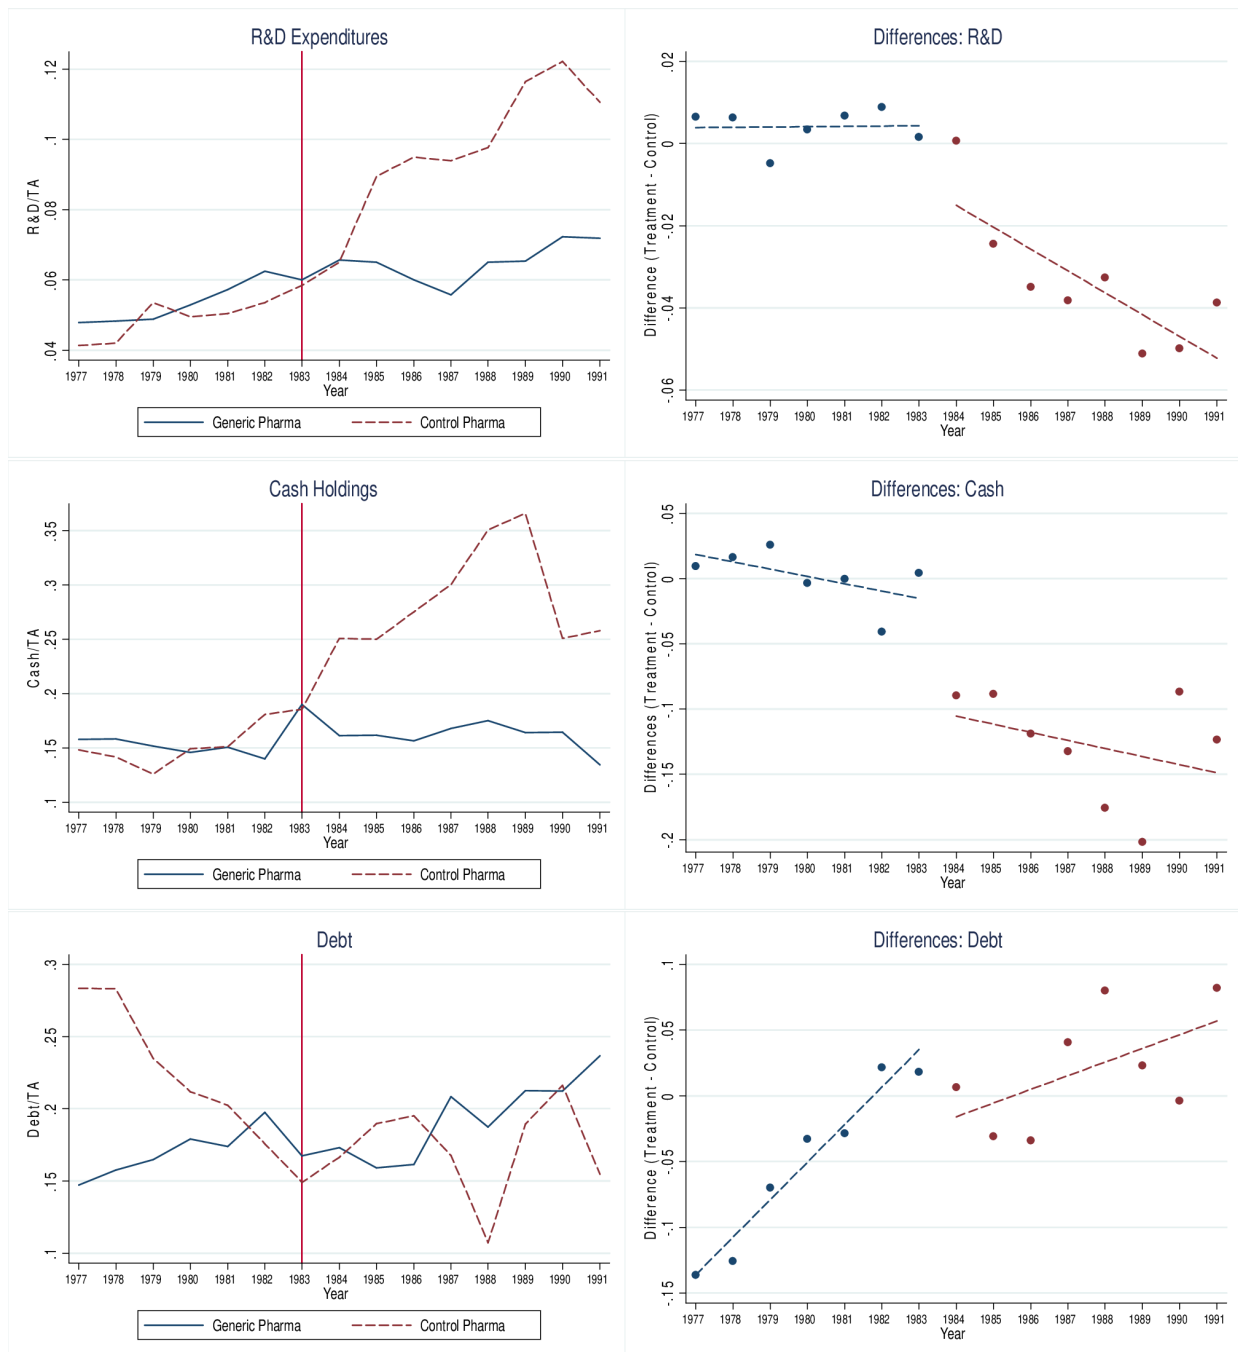 R&D Expenditures
R&D/TA
.12
.1
.08
.06
.04
1977 1978 1979 1980 1981 1982 1983 1984 1985 1986 1987 1988 1989 1990 1991
Year
Generic Pharma Control Pharma
Differences: R&D
Difference (Treatment - Control)
.02
0
-.02
-.04
-.06
1977 1978 1979 1980 1981 1982 1983 1984 1985 1986 1987 1988 1989 1990 1991
Year
Cash Holdings
Cash/TA
.35
.3
.25
.2
.15
.1
1977 1978 1979 1980 1981 1982 1983 1984 1985 1986 1987 1988 1989 1990 1991
Year
Generic Pharma Control Pharma
Differences: Cash
Differences (Treatment - Control)
.05
0
-.05
-.1
-.15
-.2
1977 1978 1979 1980 1981 1982 1983 1984 1985 1986 1987 1988 1989 1990 1991
Year
Debt
Debt/TA
.3
.25
.2
.15
.1
1977 1978 1979 1980 1981 1982 1983 1984 1985 1986 1987 1988 1989 1990 1991
Year
Generic Pharma Control Pharma
Differences: Debt
Difference (Treatment - Control)
.1
.05
0
-.05
-.1
-.15
1977 1978 1979 1980 1981 1982 1983 1984 1985 1986 1987 1988 1989 1990 1991
Year